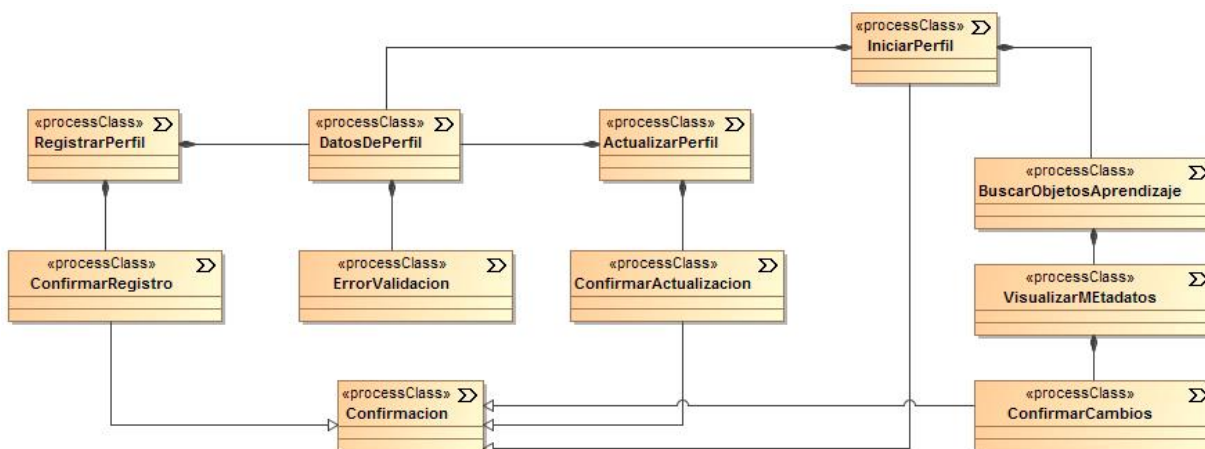 «processClass»
IniciarPerfil
«processClass»
RegistrarPerfil
«processClass»
DatosDePerfil
«processClass»
ActualizarPerfil
«processClass»
BuscarObjetosAprendizaje
«processClass»
ConfirmarRegistro
«processClass»
ErrorValidacion
«processClass»
ConfirmarActualizacion
«processClass»
VisualizarMEtadatos
«processClass»
Confirmacion
«processClass»
ConfirmarCambios